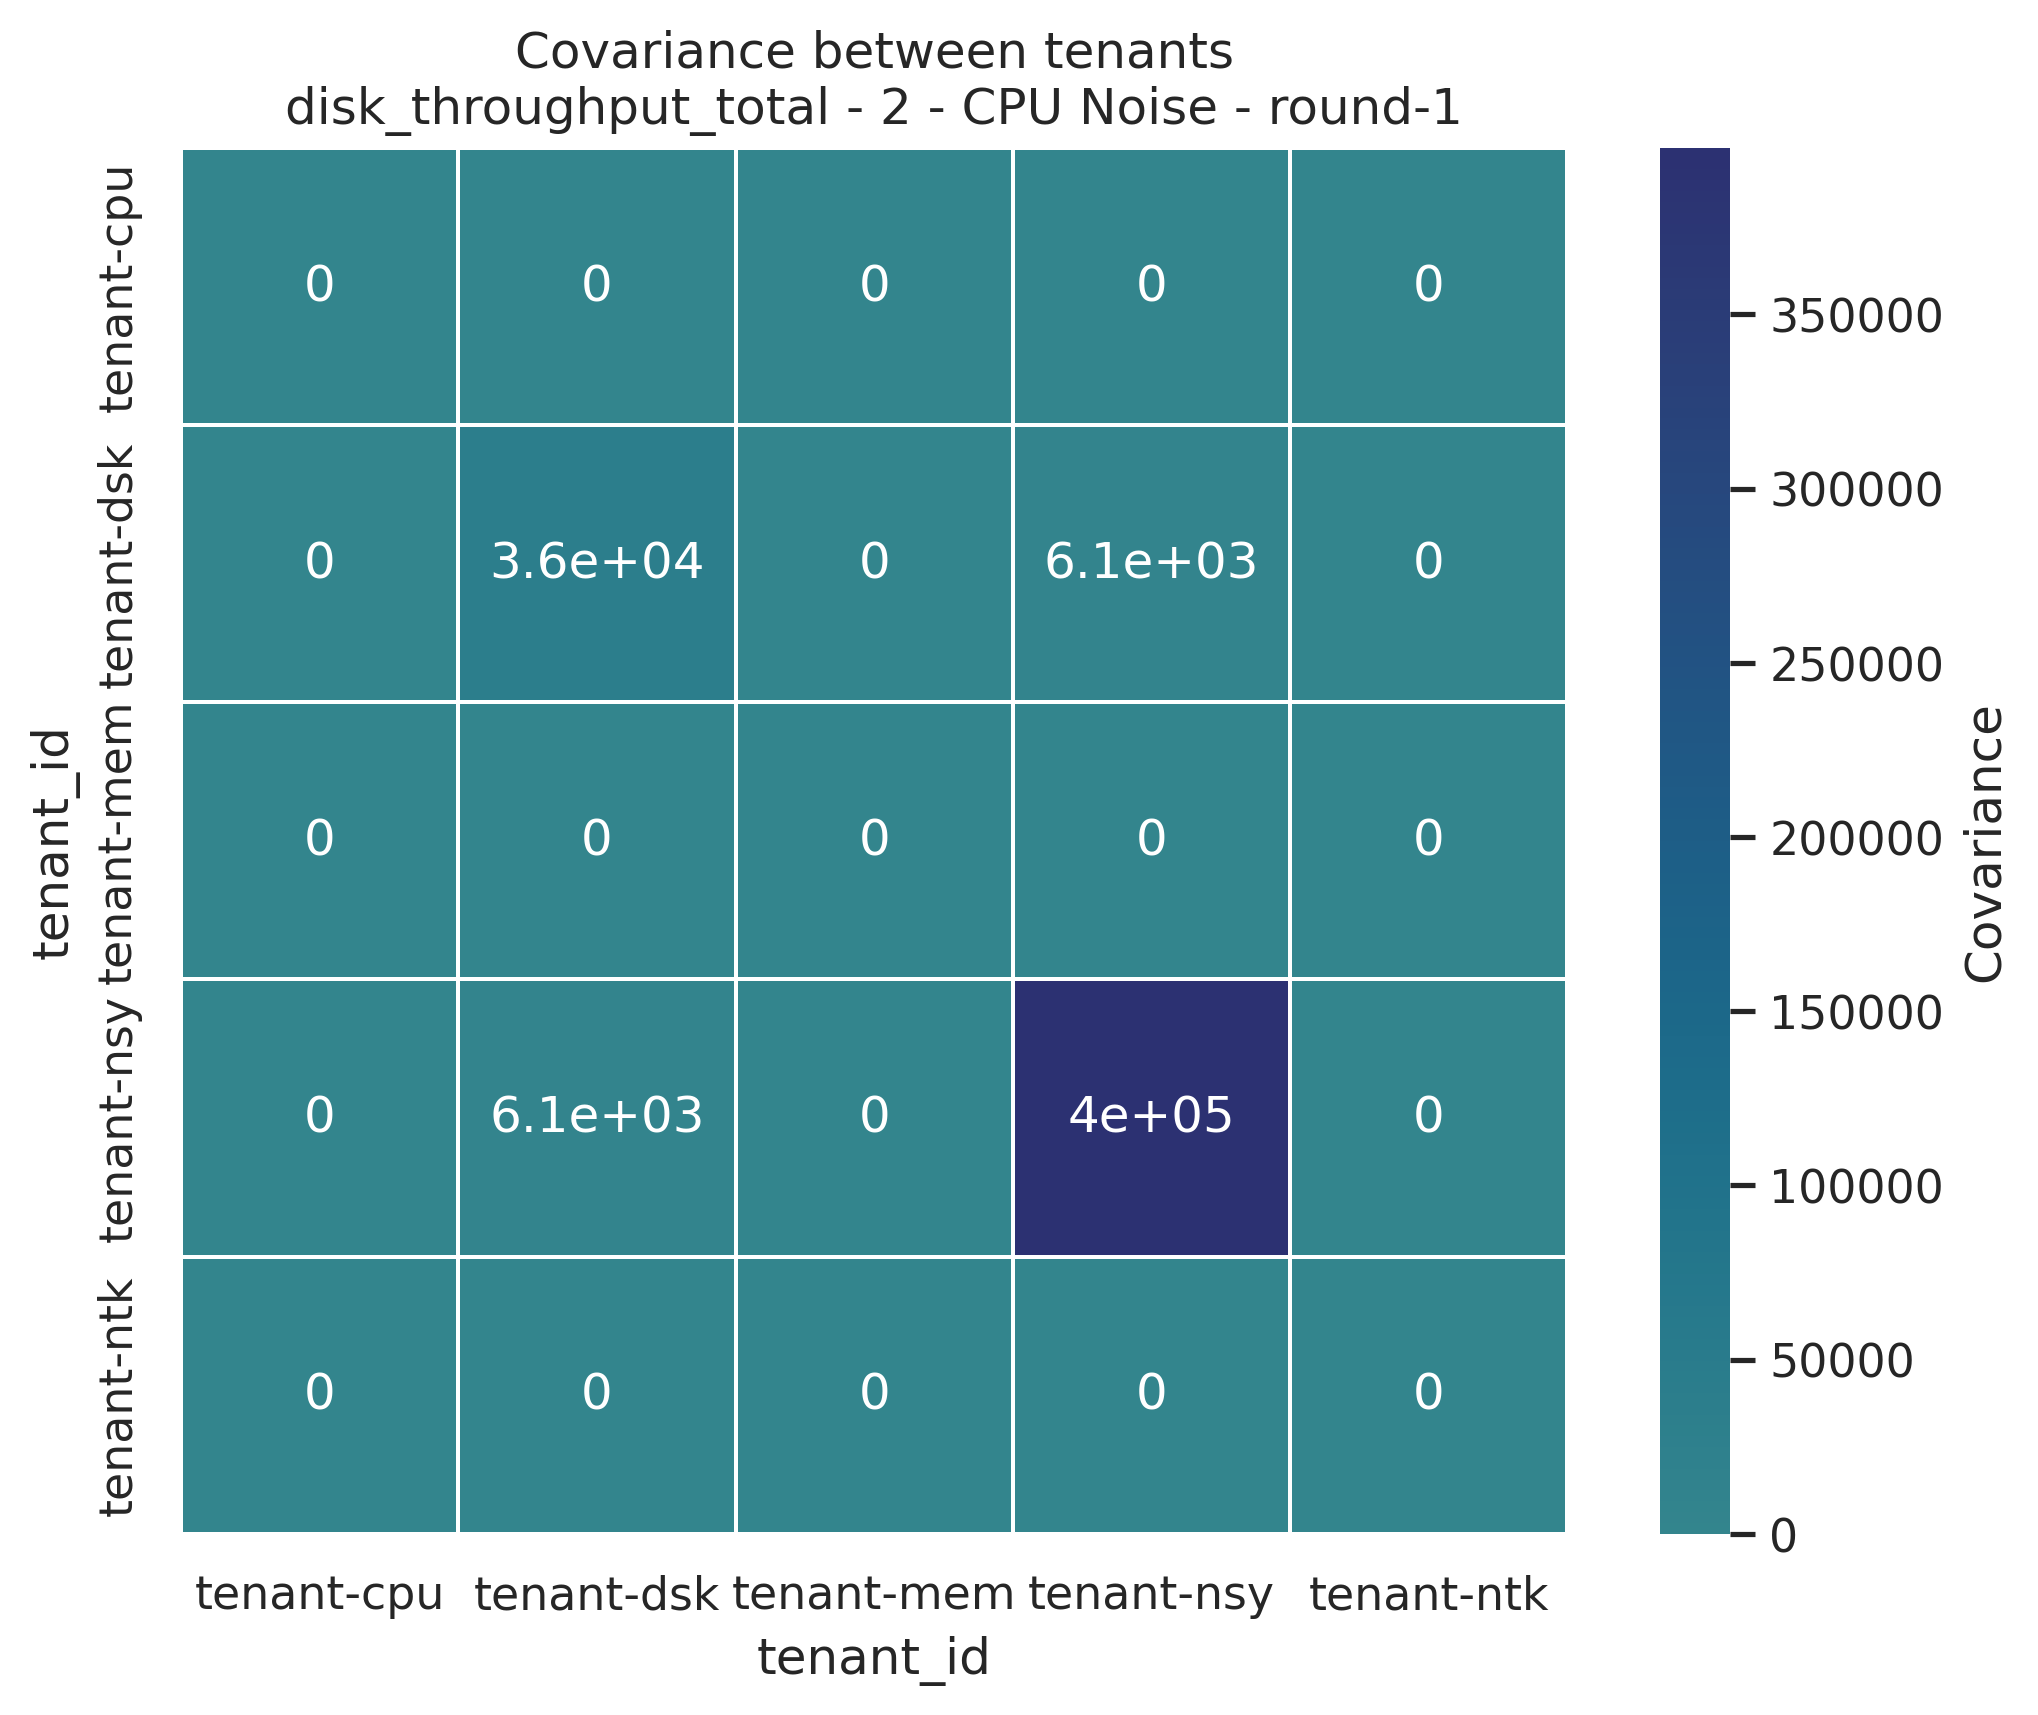 Covariance between tenants
disk_throughput_total - 2 - CPU Noise - round-1
tenant_id
tenant-cpu
0 0 0 0 0
tenant-dsk
0 3.6e+04 0 6.1e+03 0
tenant-mem
0 0 0 0 0
tenant-nsy
0 6.1e+03 0 4e+05 0
tenant-ntk
0 0 0 0 0
tenant-cpu tenant-dsk tenant-mem tenant-nsy tenant-ntk
tenant_id
350000
300000
250000
200000
150000
100000
50000
0
Covariance